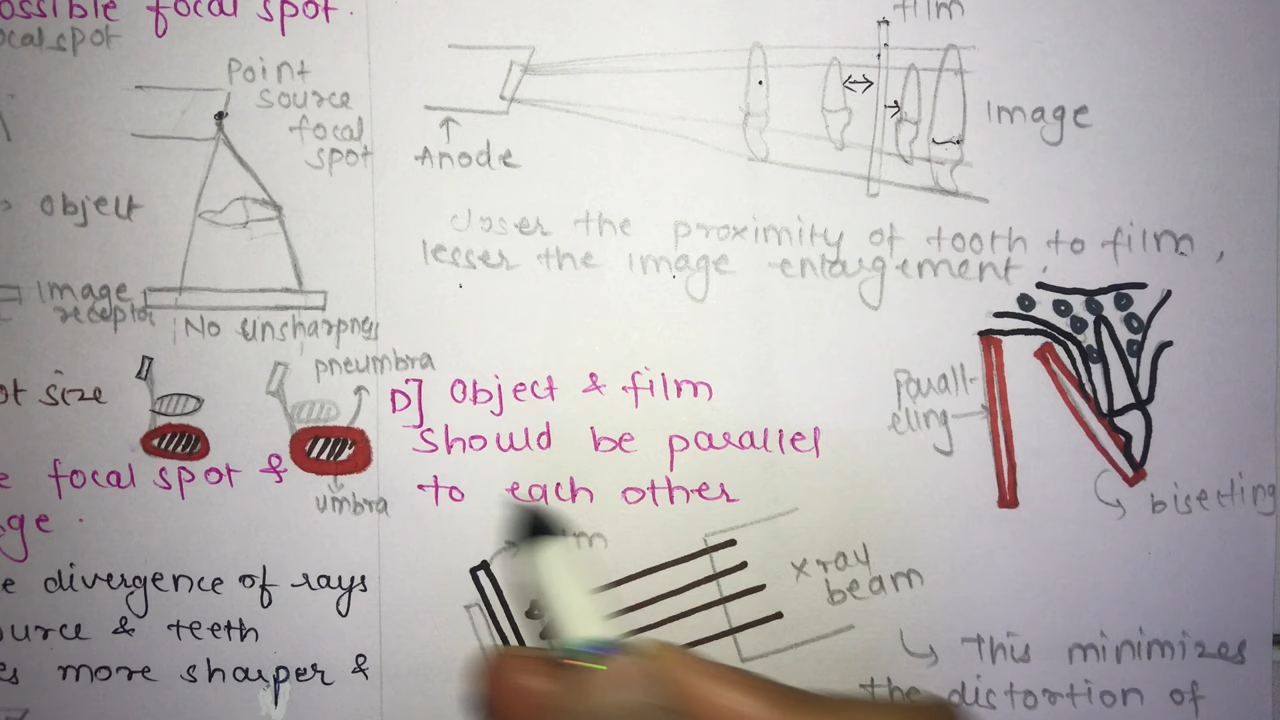 ossible focal spot.
ocal spot
Point
source
focal
spot
Object
Image
receptor
No unsharpness
pneumbra
ot size
umbra
e focal spot &
ge.
e divergence of rays
ource & teeth
es more sharper &
film
Image
Anode
closer the proximity of tooth to film,
lesser the image enlargement.
D] Object & film
should be parallel
to each other
xray
beam
Parall-
eling
bisecting
This minimizes
the distortion of